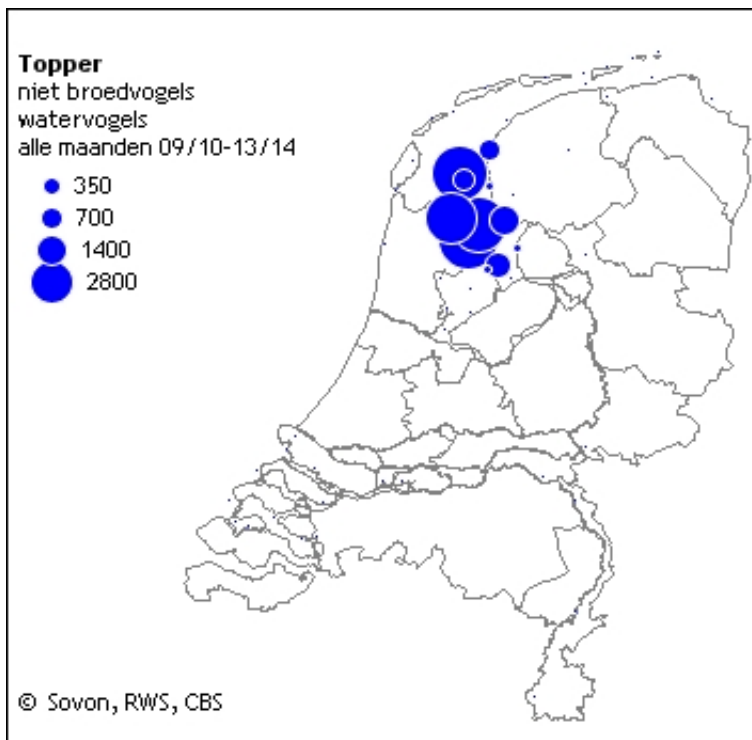 Topper
niet broedvogels
watervogels
alle maanden 09/10-13/14
350
700
1400
2800
© Sovon, RWS, CBS